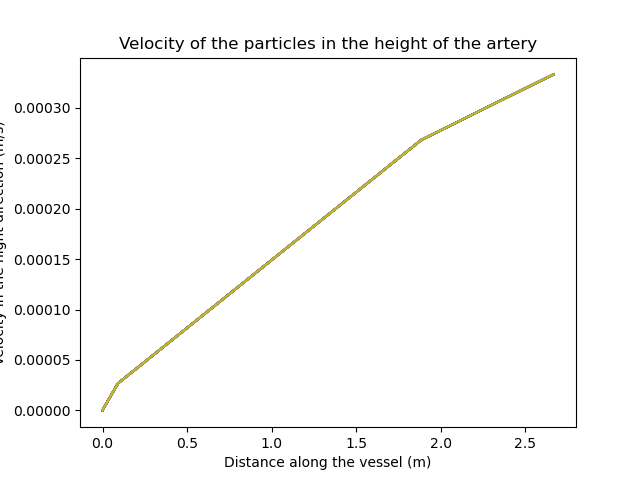 Velocity of the particles in the height of the artery
0.00030
0.00025
0.00020
0.00015
0.00010
0.00005
0.00000
0.0 0.5 1.0 1.5 2.0 2.5
Distance along the vessel (m)
Velocity in the hight direction (m/s)